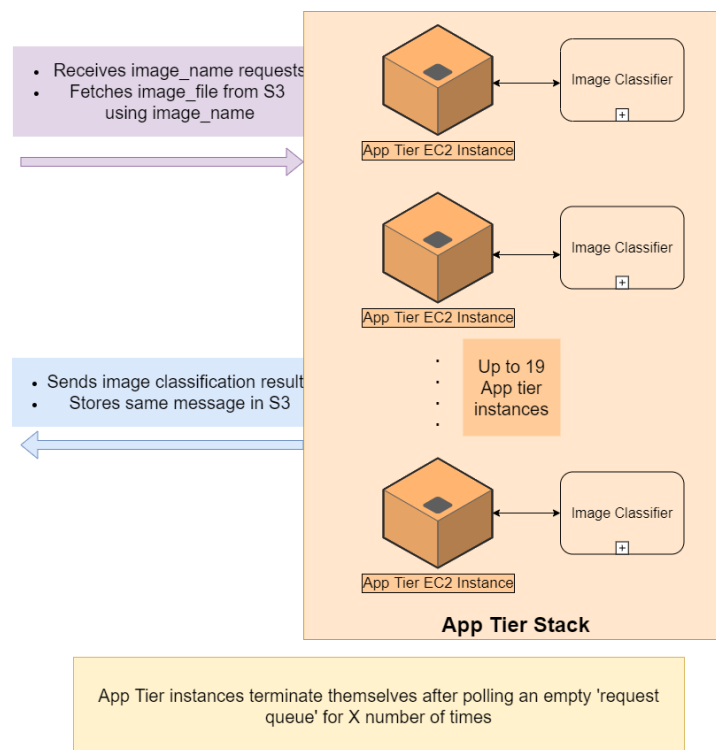 • Receives image_name requests
• Fetches image_file from S3
using image_name
Image Classifier
+
App Tier EC2 Instance
Image Classifier
+
App Tier EC2 Instance
• Sends image classification result
• Stores same message in S3
Up to 19
App tier
instances
Image Classifier
+
App Tier EC2 Instance
App Tier Stack
App Tier instances terminate themselves after polling an empty 'request
queue' for X number of times